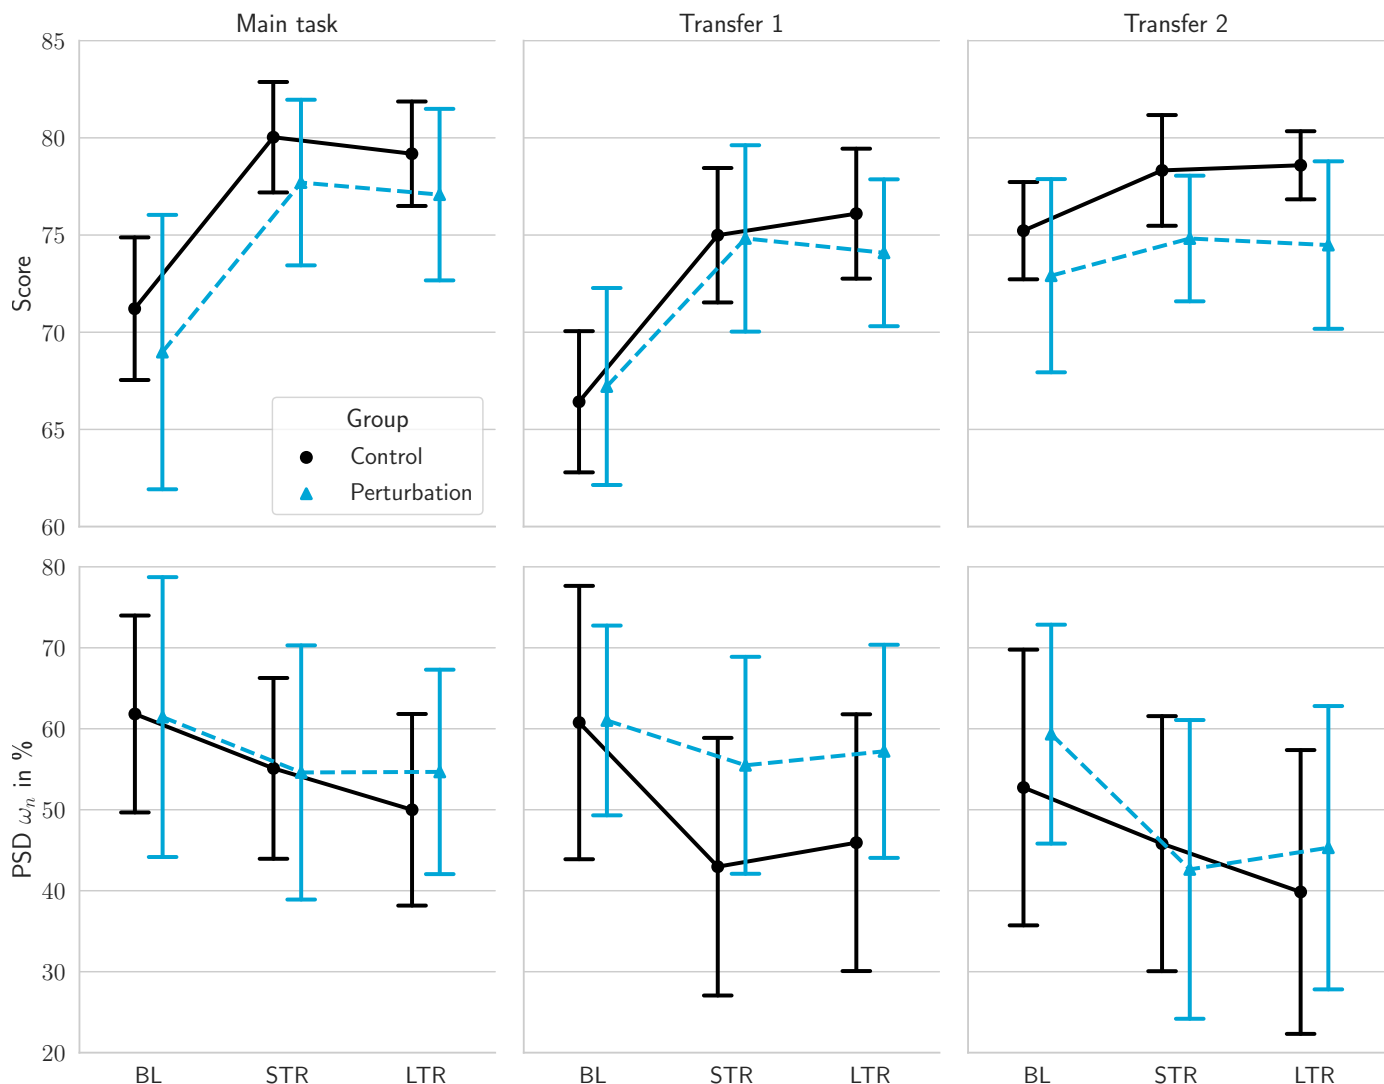 Main task
Transfer 1
Transfer 2
Score
85
80
75
70
65
60
Group
Control
Perturbation
PSD ωₙ in %
80
70
60
50
40
30
20
BL STR LTR
BL STR LTR
BL STR LTR